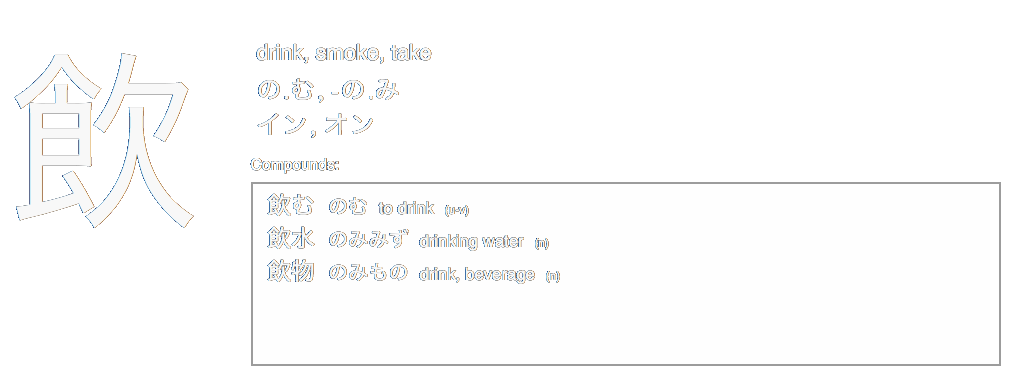 飲
drink, smoke, take
の.む, -の.み
イン, オン
Compounds:
飲む のむ to drink (u-v)
飲水 のみみず drinking water (n)
飲物 のみもの drink, beverage (n)